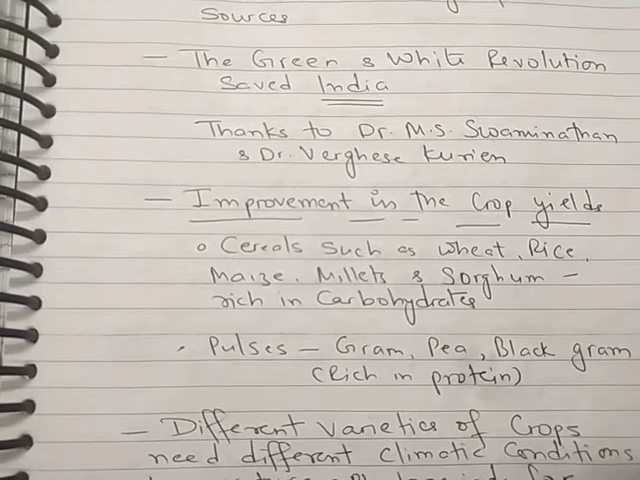 Sources
— The Green & White Revolution
Saved India
Thanks to Dr. M.S. Swaminathan
& Dr. Verghese Kurien
— Improvement in the Crop yields
o Cereals Such as wheat, Rice,
Maize, Millets & Sorghum –
rich in Carbohydrates
• Pulses – Gram, Pea, Black gram
(Rich in protein)
— Different varieties of Crops
need different Climatic Conditions